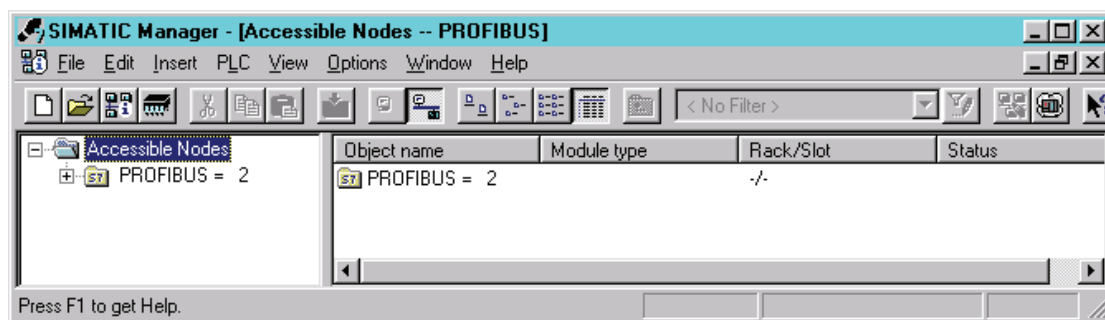 SIMATIC Manager - [Accessible Nodes -- PROFIBUS]
File Edit Insert PLC View Options Window Help
< No Filter >
Accessible Nodes
PROFIBUS = 2
Object name Module type Rack/Slot Status
PROFIBUS = 2 -/-
Press F1 to get Help.